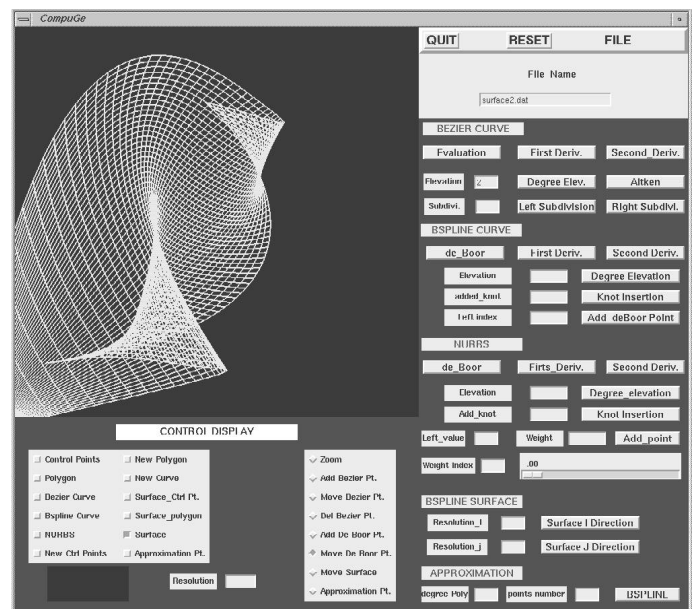 CompuGe
QUIT RESET FILE
File Name
surface2.dat
BEZIER CURVE
Evaluation First Deriv. Second_Deriv.
Elevation 2 Degree Elev. Aitken
Subdivi. Left Subdivision Right Subdivi.
BSPLINE CURVE
de_Boor First Deriv. Second Deriv.
Elevation Degree Elevation
added_knot Knot Insertion
Left index Add deBoor Point
NURBS
de_Boor Firts_Deriv. Second Deriv.
Elevation Degree_elevation
Add_knot Knot Insertion
Left_value Weight Add_point
Weight Index .00
BSPLINE SURFACE
Resolution_I Surface I Direction
Resolution_j Surface J Direction
APPROXIMATION
degree Poly points number BSPLINE
CONTROL DISPLAY
Control Points New Polygon Zoom
Polygon New Curve Add Bezier Pt.
Bezier Curve Surface_Ctrl Pt. Move Bezier Pt.
Bspline Curve Surface_polygon Del Bezier Pt.
NURBS Surface Add De Boor Pt.
New Ctrl Points Approximation Pt. Move De Boor Pt.
Resolution Move Surface
Approximation Pt.